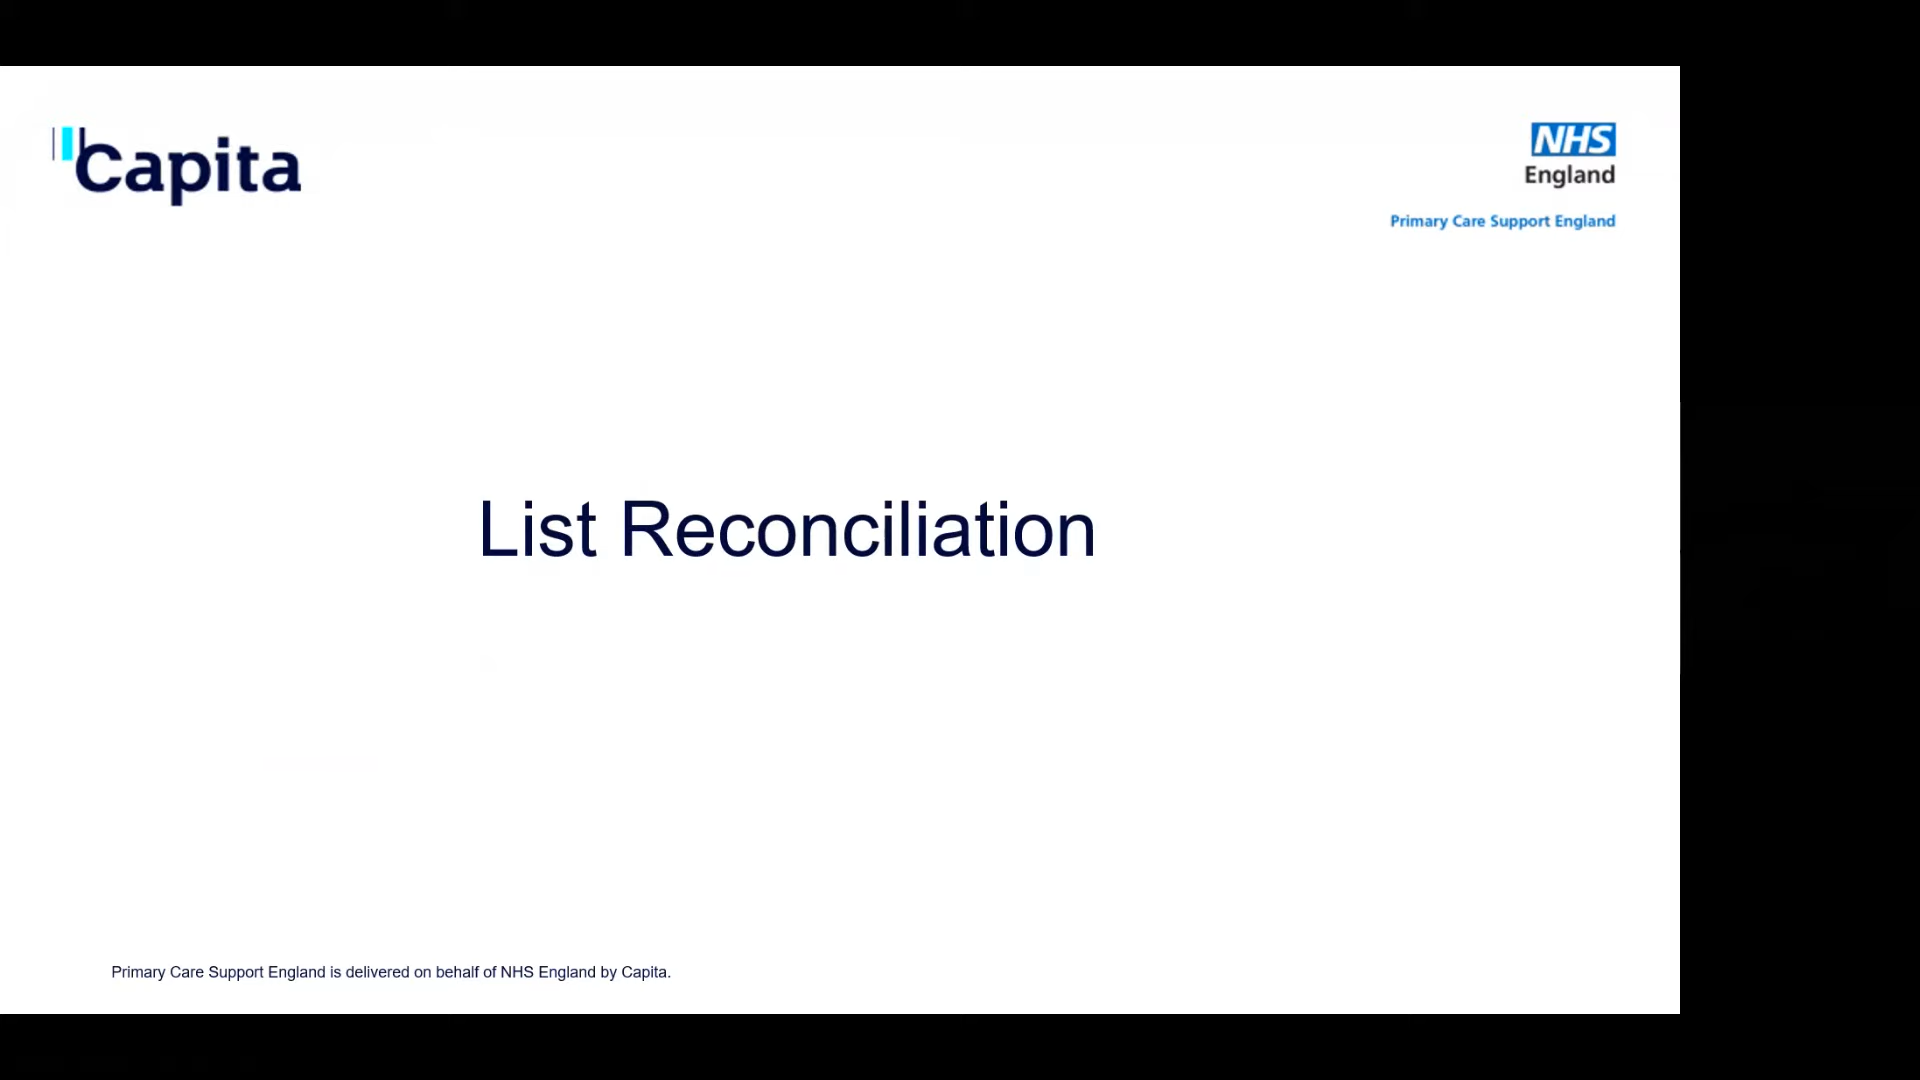 Capita
NHS
England
Primary Care Support England
List Reconciliation
Primary Care Support England is delivered on behalf of NHS England by Capita.